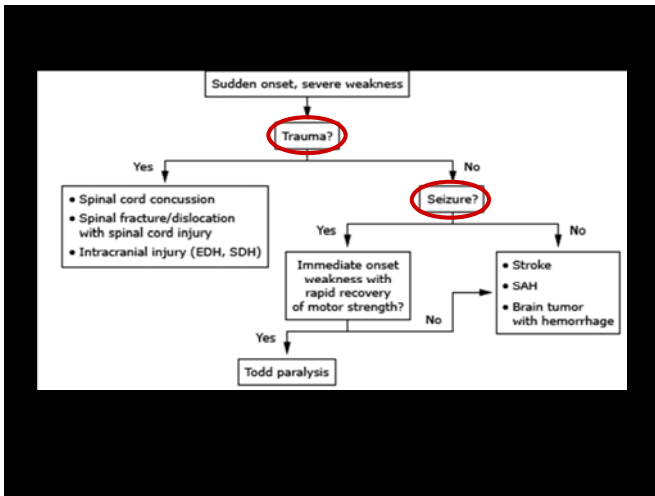 Sudden onset, severe weakness
Trauma?
Yes
No
• Spinal cord concussion
• Spinal fracture/dislocation
with spinal cord injury
• Intracranial injury (EDH, SDH)
Seizure?
Yes
No
Immediate onset
weakness with
rapid recovery
of motor strength?
• Stroke
• SAH
• Brain tumor
with hemorrhage
No
Yes
Todd paralysis